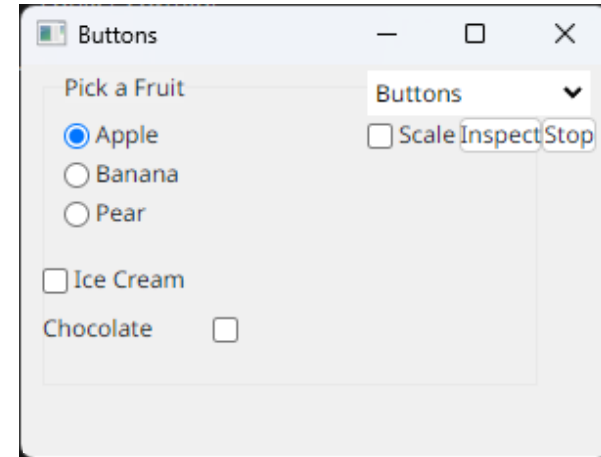 Buttons
Pick a Fruit
Buttons
Apple
Scale Inspect Stop
Banana
Pear
Ice Cream
Chocolate